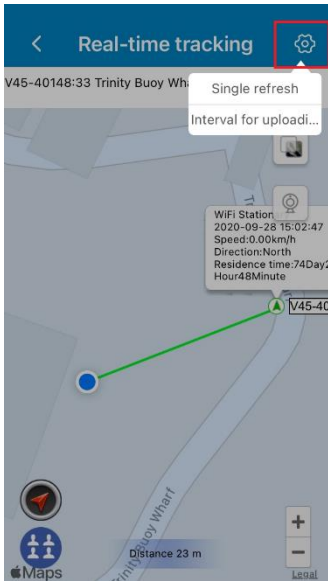 Real-time tracking
V45-40148:33 Trinity Buoy Wh
Single refresh
Interval for uploadi...
WiFi Station
2020-09-28 15:02:47
Speed:0.00km/h
Direction:North
Residence time:74Day2
Hour48Minute
V45-40
Trinity Buoy Wharf
Distance 23 m
+
−
Maps
Legal